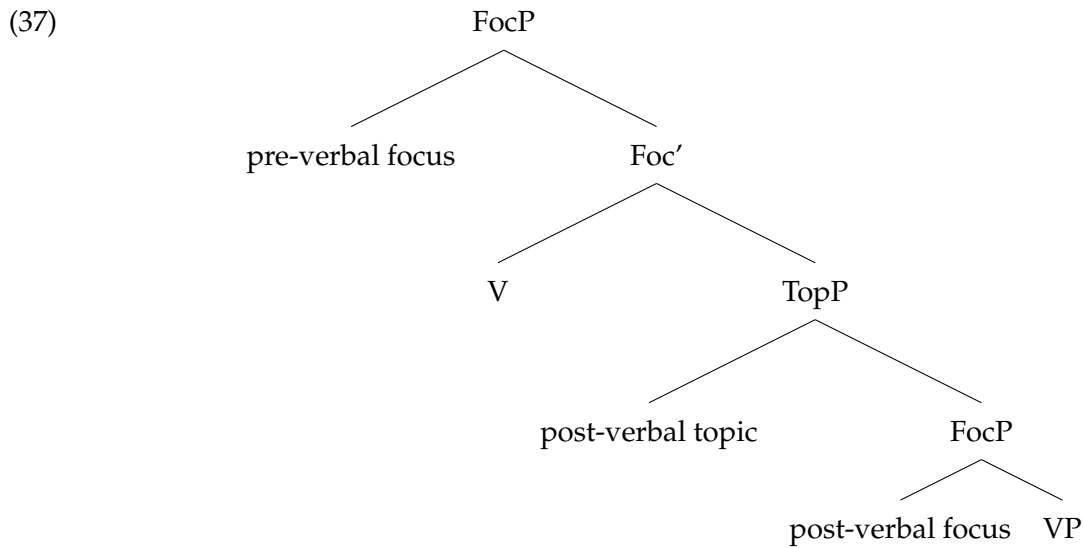 (37) FocP
pre-verbal focus Foc’
V TopP
post-verbal topic FocP
post-verbal focus VP